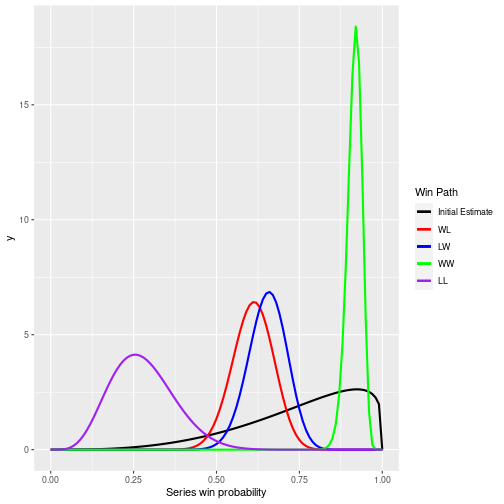 15
10
5
0
y
0.00 0.25 0.50 0.75 1.00
Series win probability
Win Path
Initial Estimate
WL
LW
WW
LL